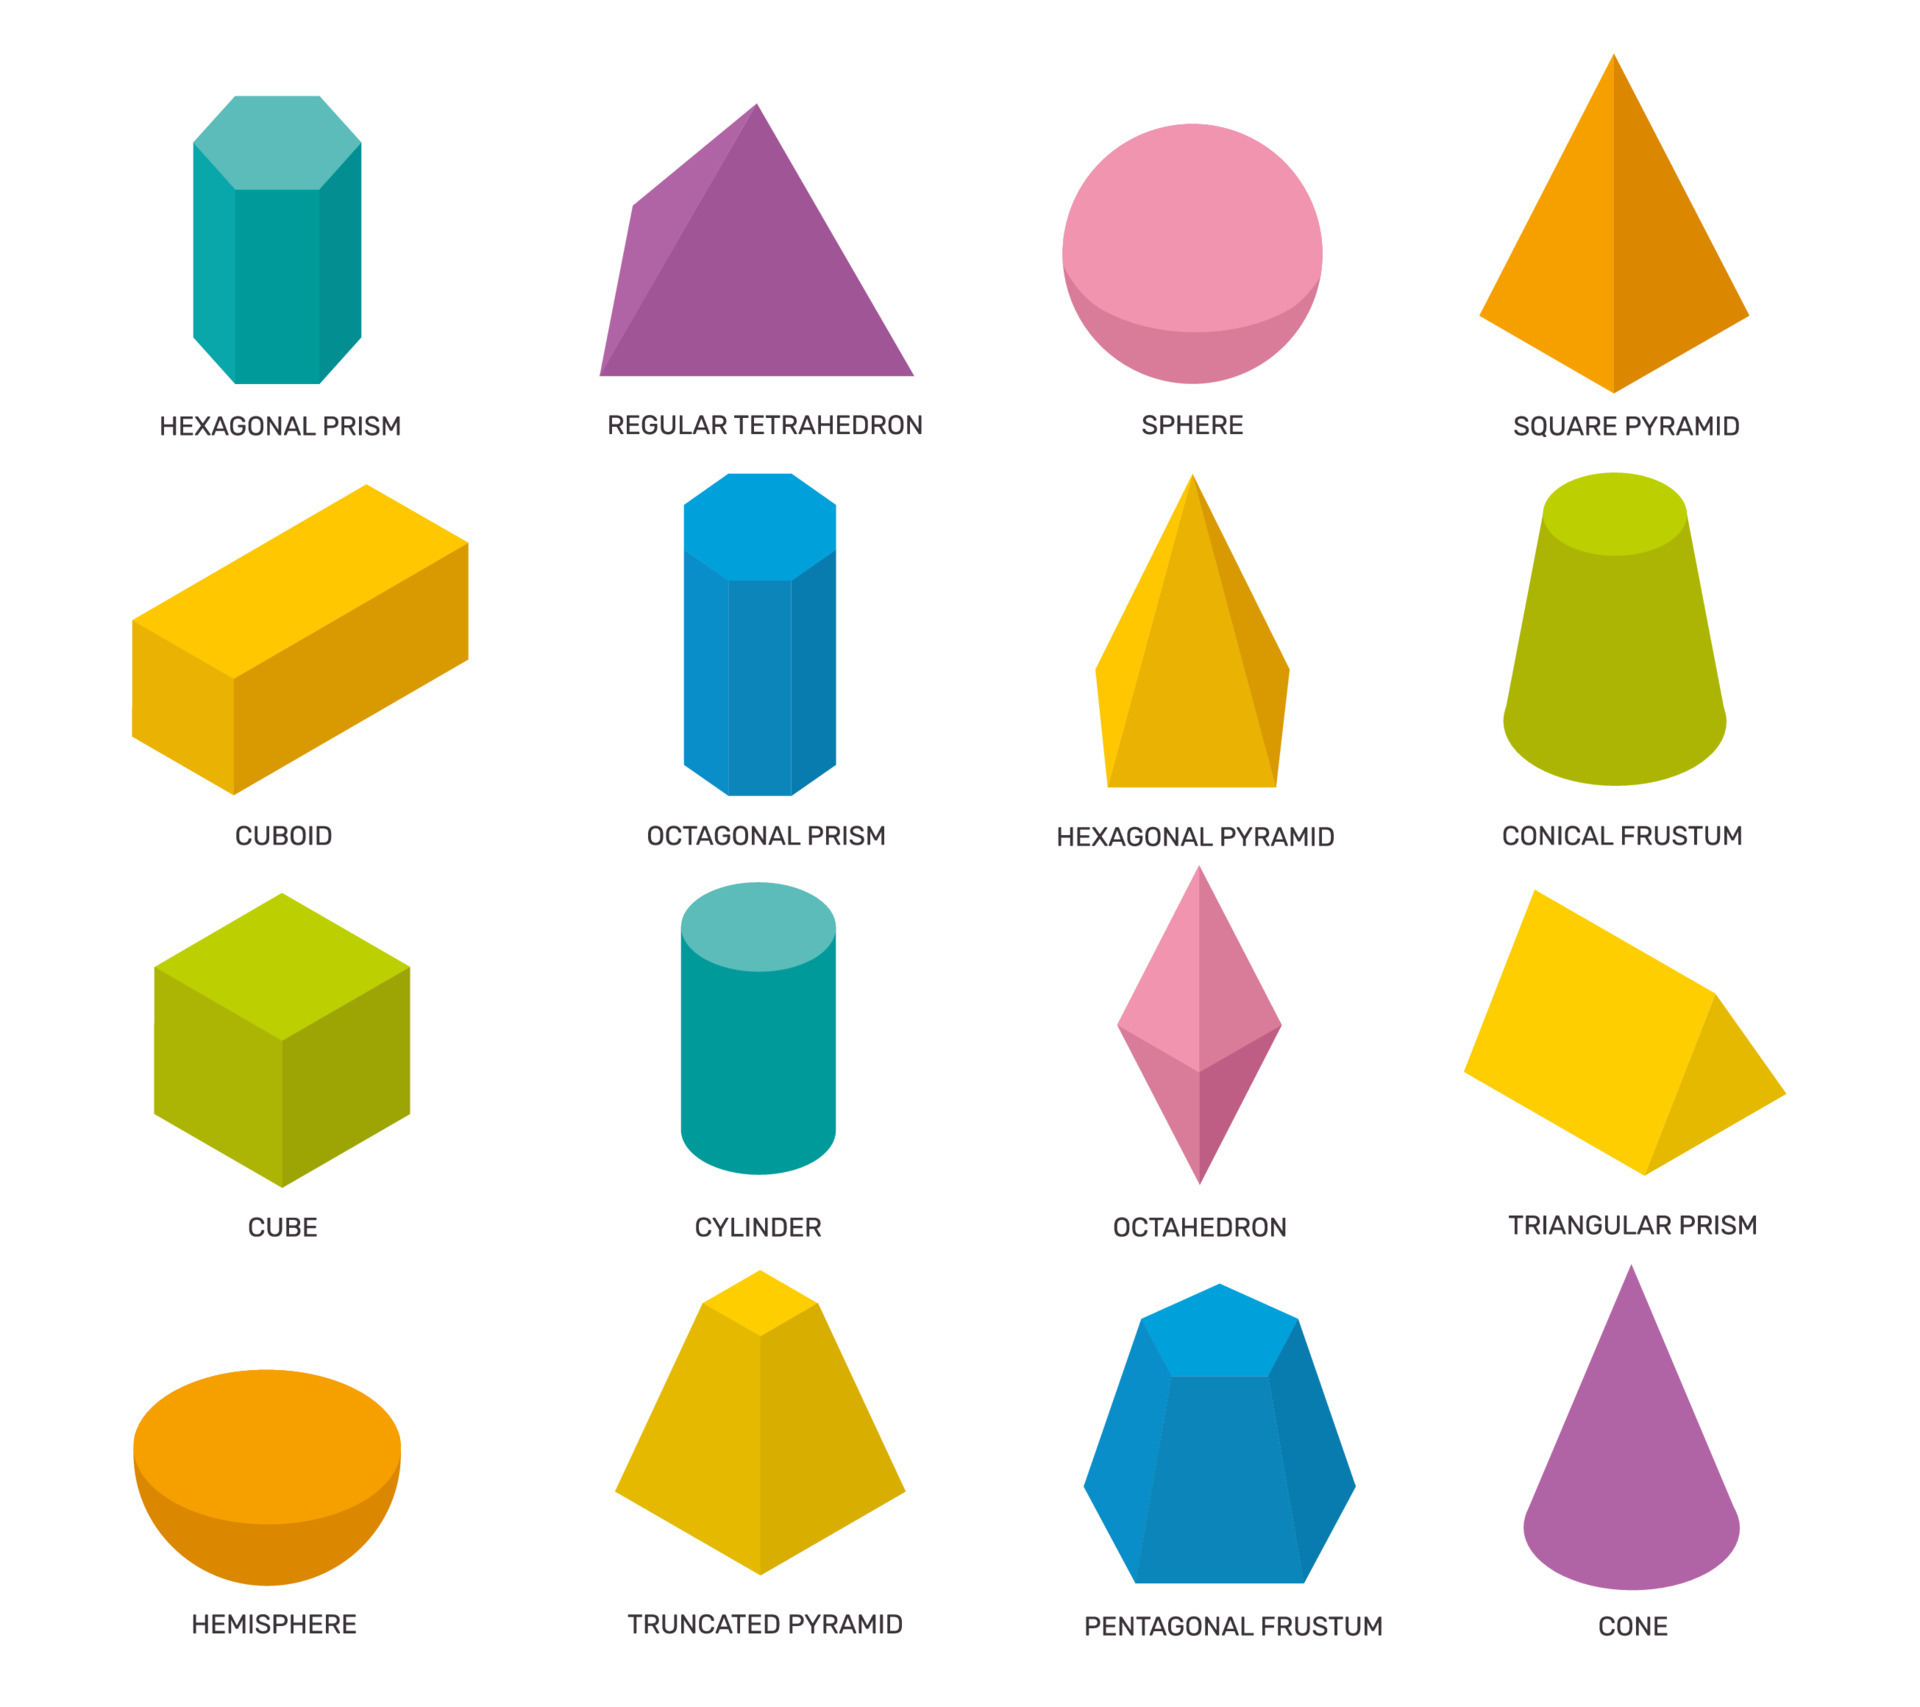 HEXAGONAL PRISM
REGULAR TETRAHEDRON
SPHERE
SQUARE PYRAMID
CUBOID
OCTAGONAL PRISM
HEXAGONAL PYRAMID
CONICAL FRUSTUM
CUBE
CYLINDER
OCTAHEDRON
TRIANGULAR PRISM
HEMISPHERE
TRUNCATED PYRAMID
PENTAGONAL FRUSTUM
CONE